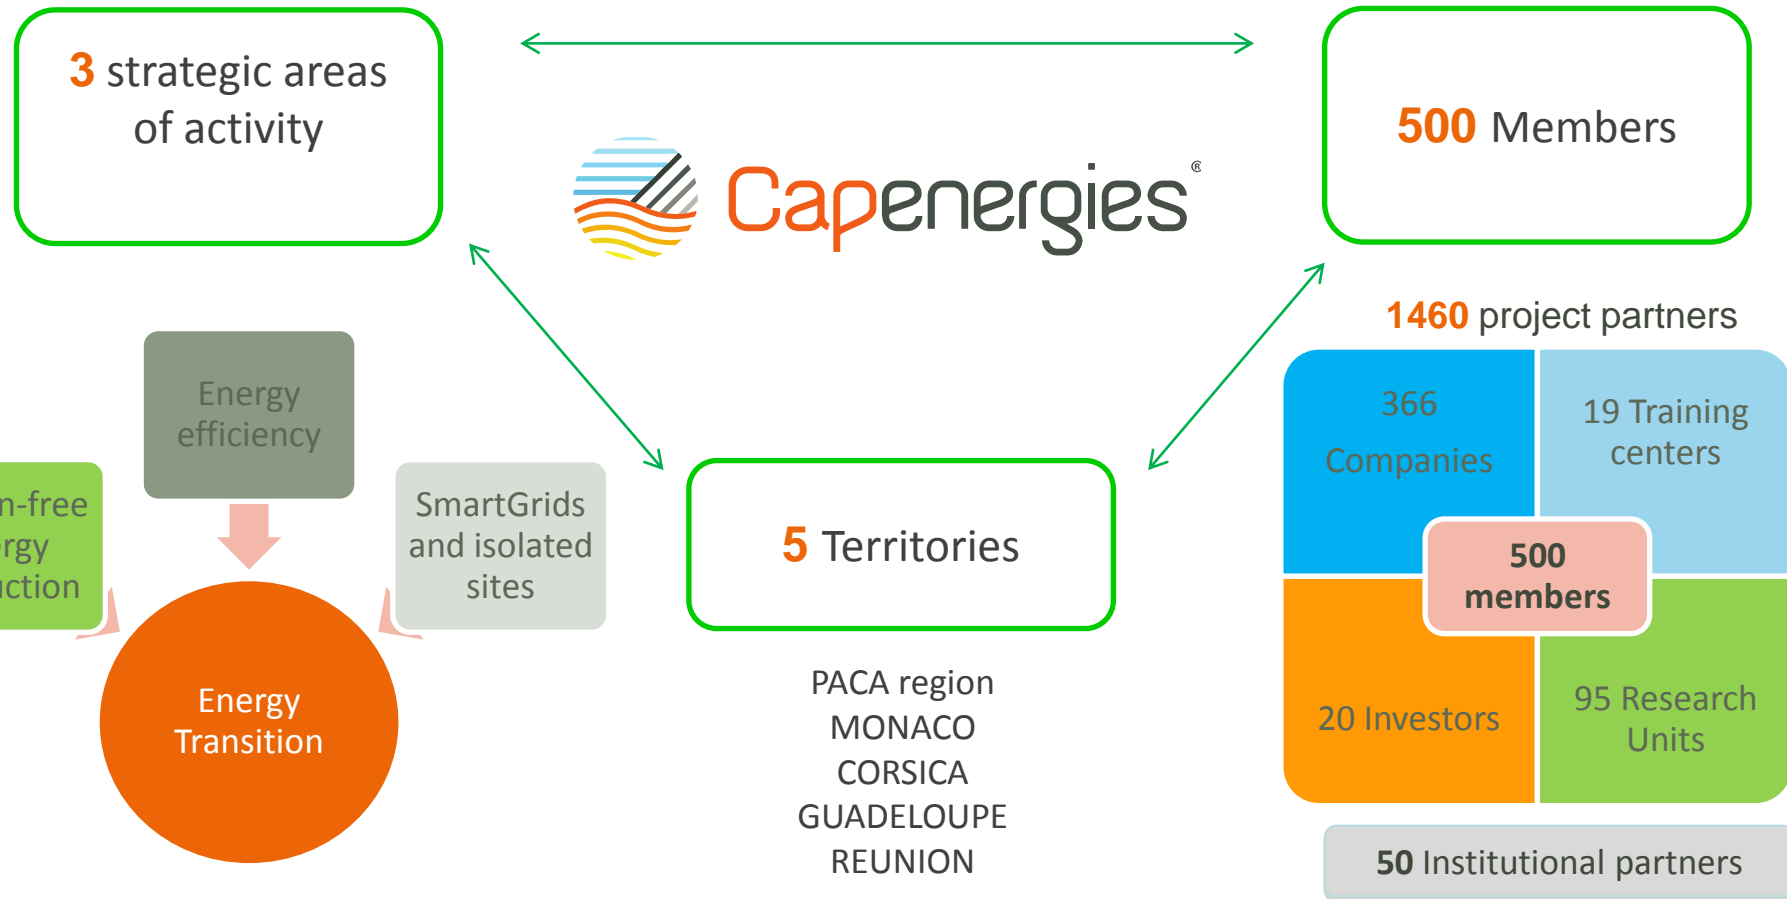 3 strategic areas
of activity
Capenergies®
500 Members
1460 project partners
Energy
efficiency
SmartGrids
and isolated
sites
Energy
Transition
5 Territories
PACA region
MONACO
CORSICA
GUADELOUPE
REUNION
366
Companies
19 Training
centers
500
members
20 Investors
95 Research
Units
50 Institutional partners